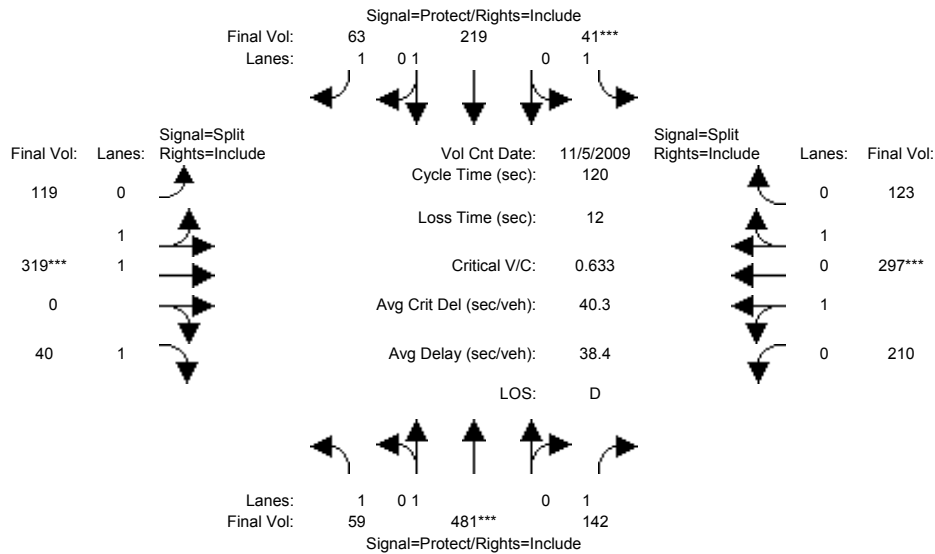 Signal=Protect/Rights=Include
Final Vol: 63 219 41***
Lanes: 1 0 1 0 1
Signal=Split
Rights=Include
Final Vol: Lanes:
Vol Cnt Date: 11/5/2009
Signal=Split
Rights=Include
Lanes: Final Vol:
Cycle Time (sec): 120
119 0
0 123
Loss Time (sec): 12
1
1
319*** 1
Critical V/C: 0.633
0 297***
0
Avg Crit Del (sec/veh): 40.3
1
40 1
Avg Delay (sec/veh): 38.4
0 210
LOS: D
Lanes: 1 0 1 0 1
Final Vol: 59 481*** 142
Signal=Protect/Rights=Include